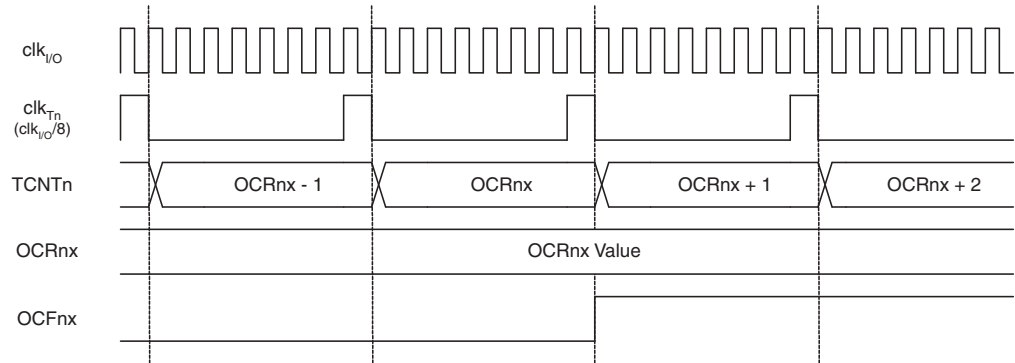 clkI/O
clkTn
(clkI/O/8)
TCNTn
OCRnx - 1
OCRnx
OCRnx + 1
OCRnx + 2
OCRnx
OCRnx Value
OCFnx